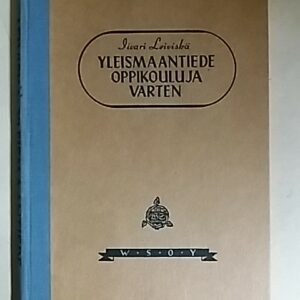 Iivari Leiviskä
YLEISMAANTIEDE
OPPIKOULUJA
VARTEN
W·S·O·Y